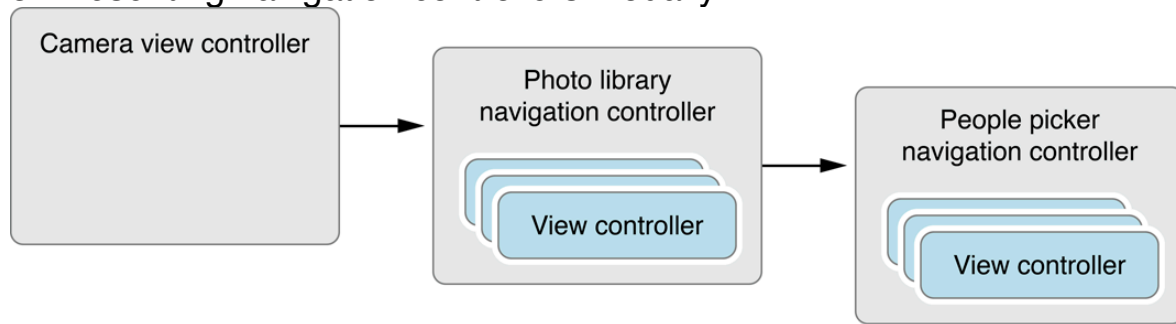 Camera view controller
Photo library
navigation controller
View controller
People picker
navigation controller
View controller